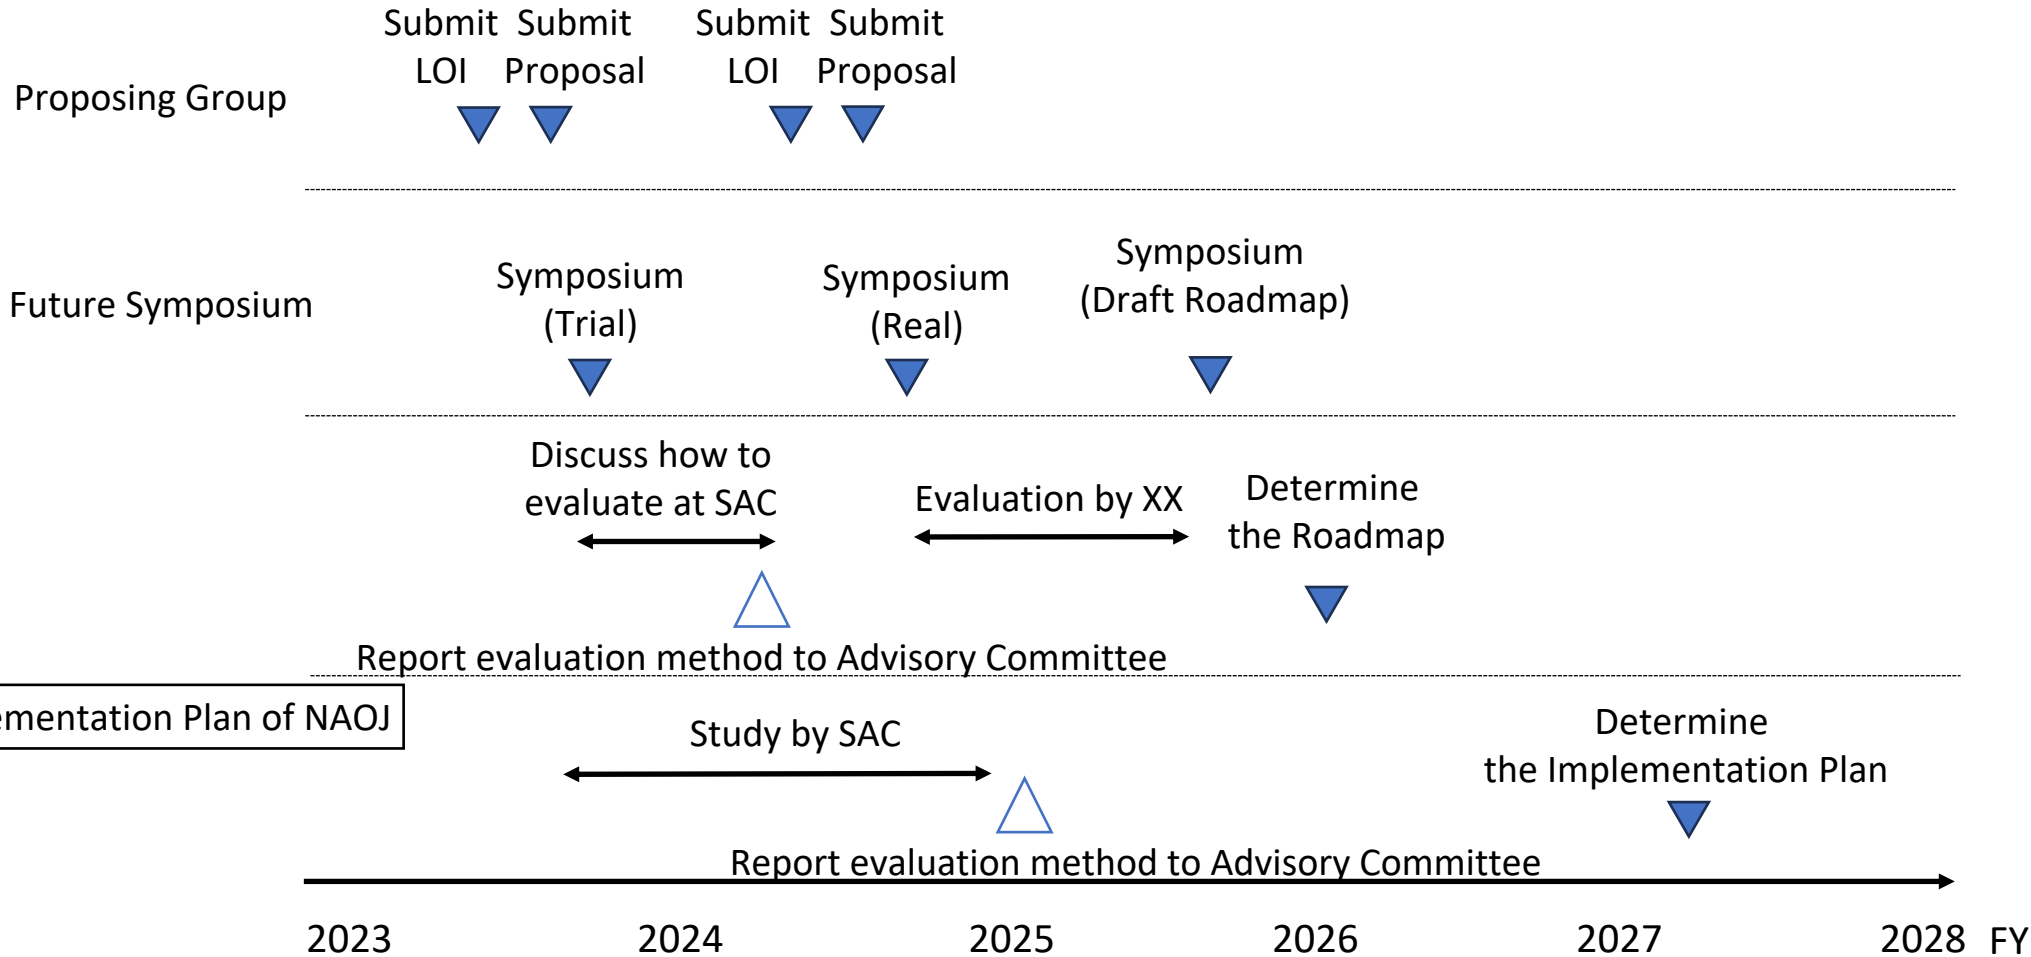 Submit Submit Submit Submit
LOI Proposal LOI Proposal
Proposing Group
Symposium
(Trial)
Symposium
(Real)
Symposium
(Draft Roadmap)
Future Symposium
Discuss how to
evaluate at SAC
Evaluation by XX
Determine
the Roadmap
Report evaluation method to Advisory Committee
ementation Plan of NAOJ
Study by SAC
Determine
the Implementation Plan
Report evaluation method to Advisory Committee
2023 2024 2025 2026 2027 2028 FY